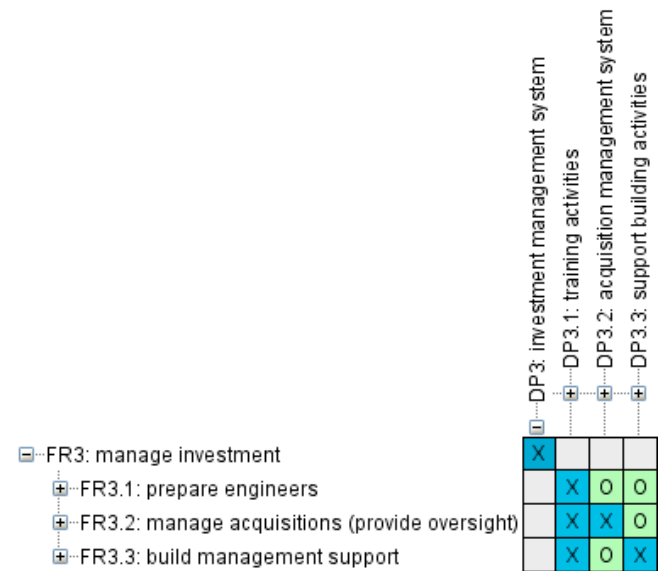 DP3: investment management system
DP3.1: training activities
DP3.2: acquisition management system
DP3.3: support building activities
FR3: manage investment
X
FR3.1: prepare engineers
X O O
FR3.2: manage acquisitions (provide oversight)
X X O
FR3.3: build management support
X O X